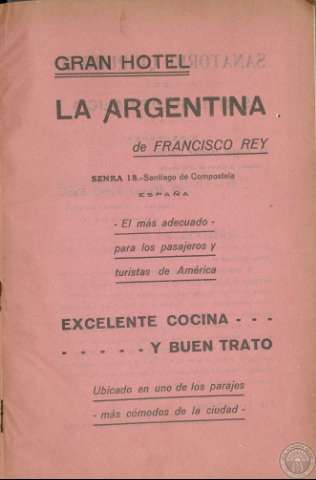 GRAN HOTEL
LA ARGENTINA
de FRANCISCO REY
SENRA 18.-Santiago de Compostela
ESPAÑA
- El más adecuado -
para los pasajeros y
turistas de América
EXCELENTE COCINA - - -
- - - - - Y BUEN TRATO
Ubicado en uno de los parajes
- más cómodos de la ciudad -